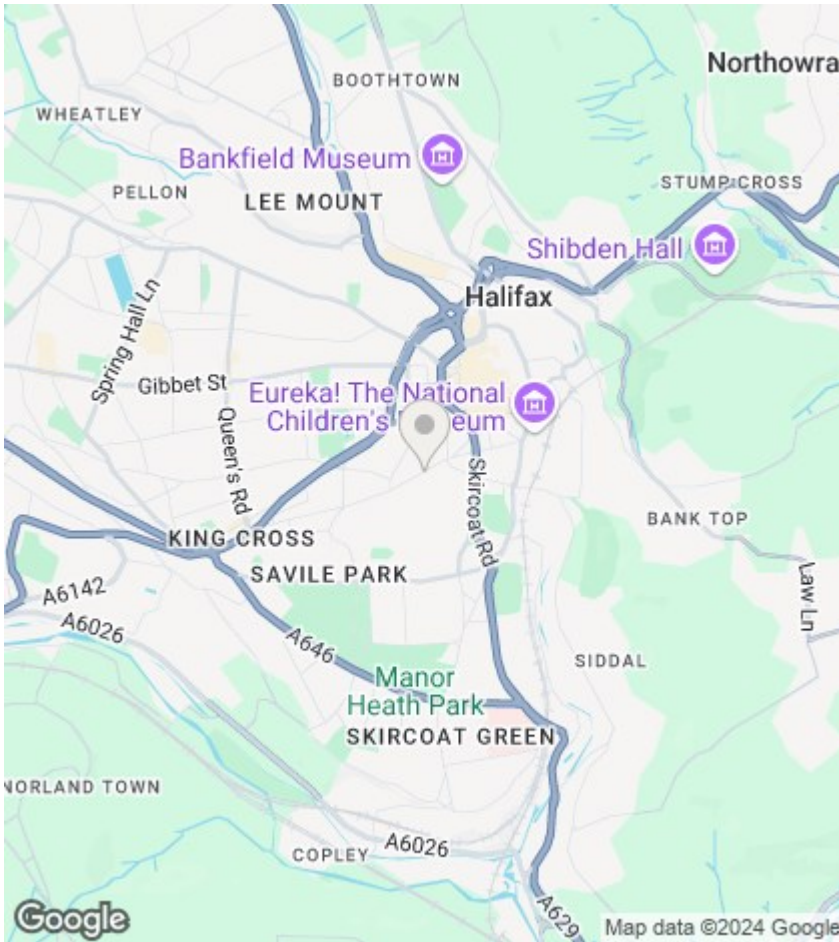 BOOTHTOWN
Northowra
WHEATLEY
Bankfield Museum
PELLON
STUMP CROSS
LEE MOUNT
Shibden Hall
Spring Hall Ln
Halifax
Gibbet St
Eureka! The National
Children's eum
Queen's Rd
Skircoat Rd
BANK TOP
KING CROSS
SAVILE PARK
Law Ln
A6142
A6026
A646
SIDDAL
Manor
Heath Park
SKIRCOAT GREEN
NORLAND TOWN
A6026
COPLEY
A629
Google
Map data ©2024 Google